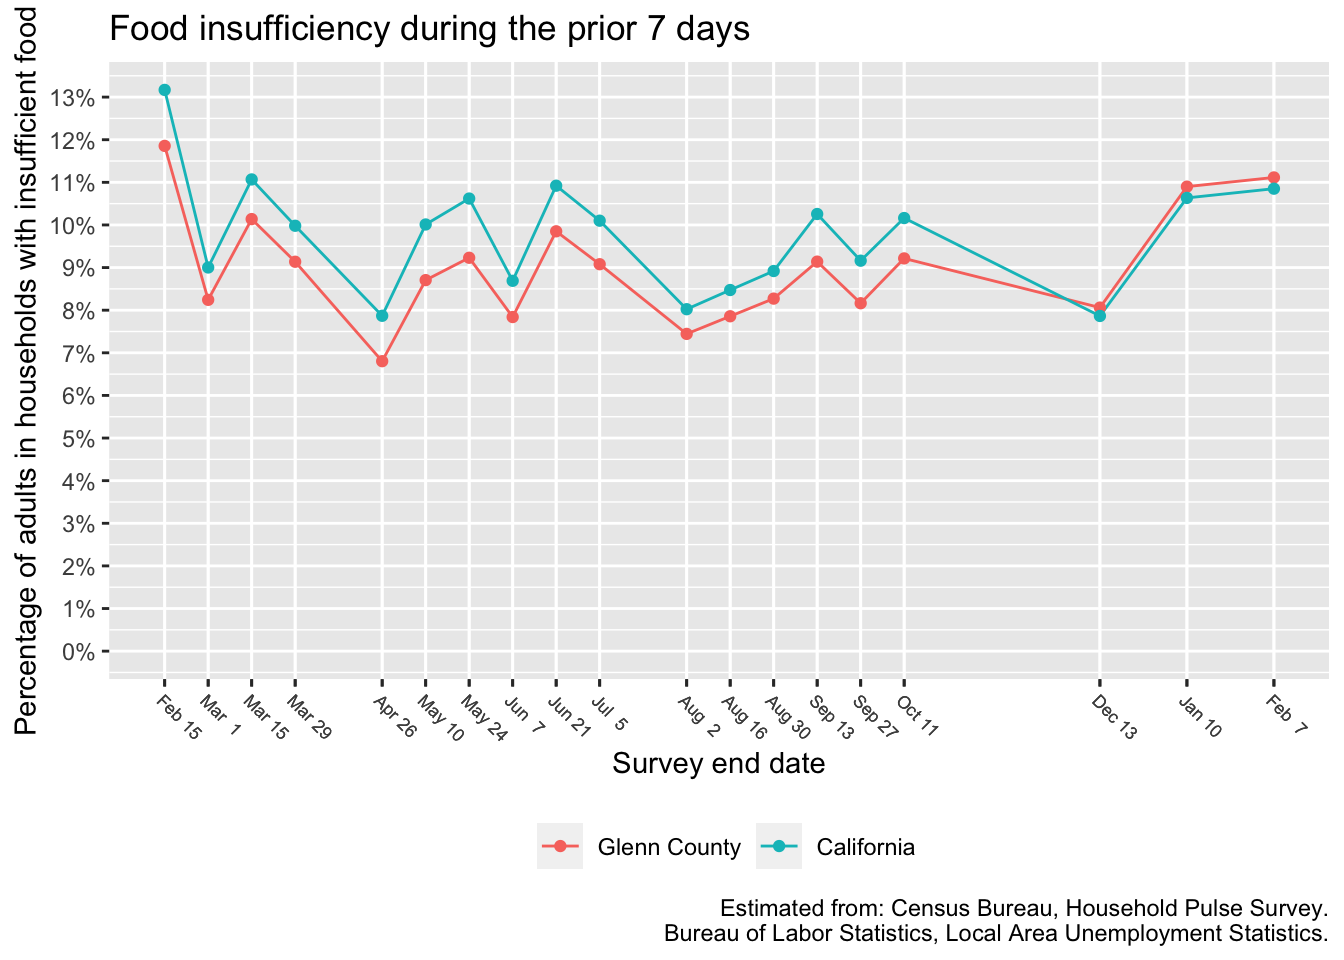 Food insufficiency during the prior 7 days
Percentage of adults in households with insufficient food
13%
12%
11%
10%
9%
8%
7%
6%
5%
4%
3%
2%
1%
0%
Feb 15
Mar 1
Mar 15
Mar 29
Apr 26
May 10
May 24
Jun 7
Jun 21
Jul 5
Aug 2
Aug 16
Aug 30
Sep 13
Sep 27
Oct 11
Dec 13
Jan 10
Feb 7
Survey end date
Glenn County
California
Estimated from: Census Bureau, Household Pulse Survey.
Bureau of Labor Statistics, Local Area Unemployment Statistics.